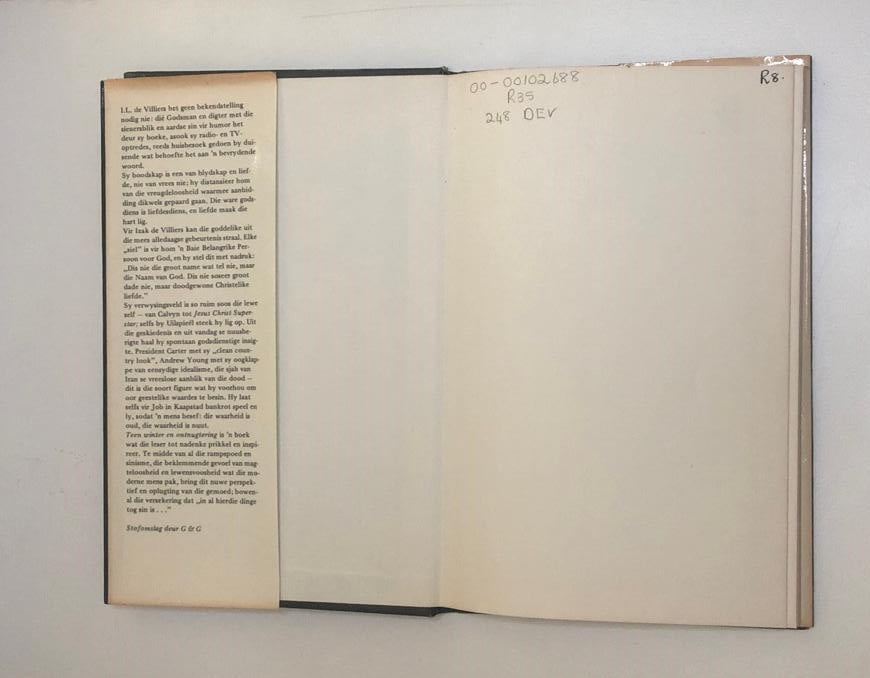 I.L. de Villiers het geen bekendstelling
nodig nie: dié Godsman en digter met die
sienersblik en aardse sin vir humor het
deur sy boeke, asook sy radio- en TV-
optredes, reeds huisbesoek gedoen by dui-
sende wat behoefte het aan 'n bevrydende
woord.
Sy boodskap is een van blydskap en lief-
de, nie van vrees nie; hy distansieer hom
van die vreugdeloosheid waarmee aanbid-
ding dikwels gepaard gaan. Die ware gods-
diens is liefdesdiens, en liefde maak die
hart lig.
Vir Izak de Villiers kan die goddelike uit
die mees alledaagse gebeurtenis straal. Elke
„siel" is vir hom 'n Baie Belangrike Per-
soon voor God, en hy stel dit met nadruk:
„Dis nie die groot name wat tel nie, maar
die Naam van God. Dis nie soseer groot
dade nie, maar doodgewone Christelike
liefde."
Sy verwysingsveld is so ruim soos die lewe
self — van Calvyn tot Jesus Christ Super-
star; selfs by Uilspieël steek hy lig op. Uit
die geskiedenis en uit vandag se nuusbe-
rigte haal hy spontaan godsdienstige insig-
te. President Carter met sy „clean coun-
try look", Andrew Young met sy oogklap-
pe van eensydige idealisme, die sjah van
Iran se vreeslose aanblik van die dood —
dit is die soort figure wat hy voorhou om
oor geestelike waardes te besin. Hy laat
selfs vir Job in Kaapstad bankrot speel en
ly, sodat 'n mens besef: die waarheid is
oud, die waarheid is nuut.
Teen winter en ontnugtering is 'n boek
wat die leser tot nadenke prikkel en inspi-
reer. Te midde van al die rampspoed en
sinisme, die beklemmende gevoel van mag-
teloosheid en lewensvoosheid wat die mo-
derne mens pak, bring dit nuwe perspek-
tief en oplugting van die gemoed; bowen-
al die versekering dat „in al hierdie dinge
tog sin is . . ."
Stofomslag deur G & G
00-00102688
R35
248 DEV
R8.